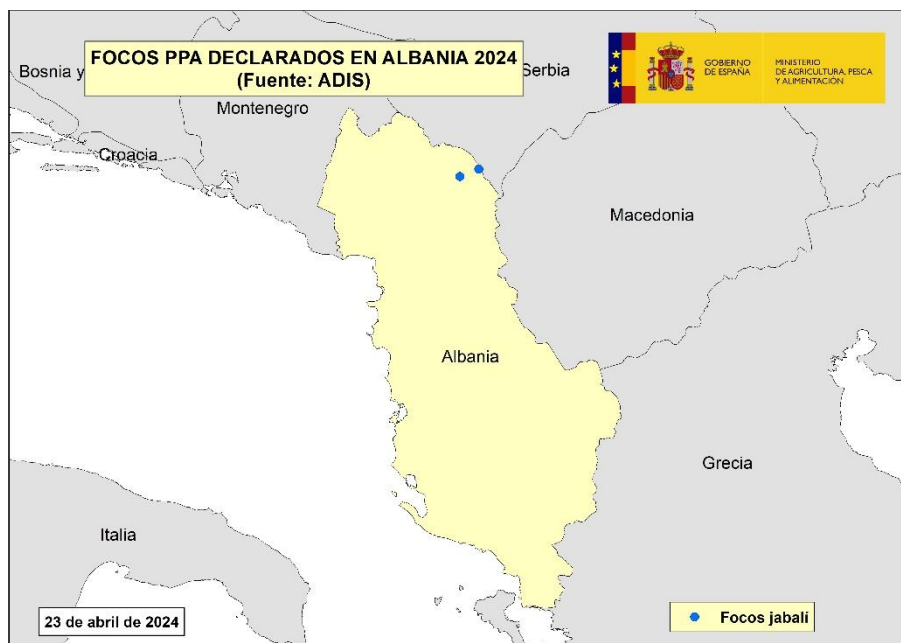 FOCOS PPA DECLARADOS EN ALBANIA 2024
(Fuente: ADIS)
GOBIERNO
DE ESPAÑA
MINISTERIO
DE AGRICULTURA, PESCA
Y ALIMENTACIÓN
Bosnia y
Serbia
Montenegro
Croacia
Macedonia
Albania
Grecia
Italia
23 de abril de 2024
Focos jabalí